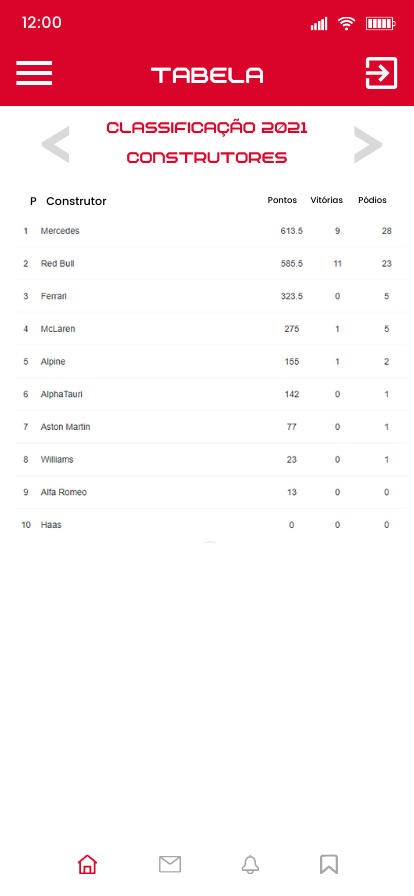 12:00
TABELA
CLASSIFICAÇÃO 2021
CONSTRUTORES
P Construtor Pontos Vitórias Pódios
1 Mercedes 613.5 9 28
2 Red Bull 585.5 11 23
3 Ferrari 323.5 0 5
4 McLaren 275 1 5
5 Alpine 155 1 2
6 AlphaTauri 142 0 1
7 Aston Martin 77 0 1
8 Williams 23 0 1
9 Alfa Romeo 13 0 0
10 Haas 0 0 0